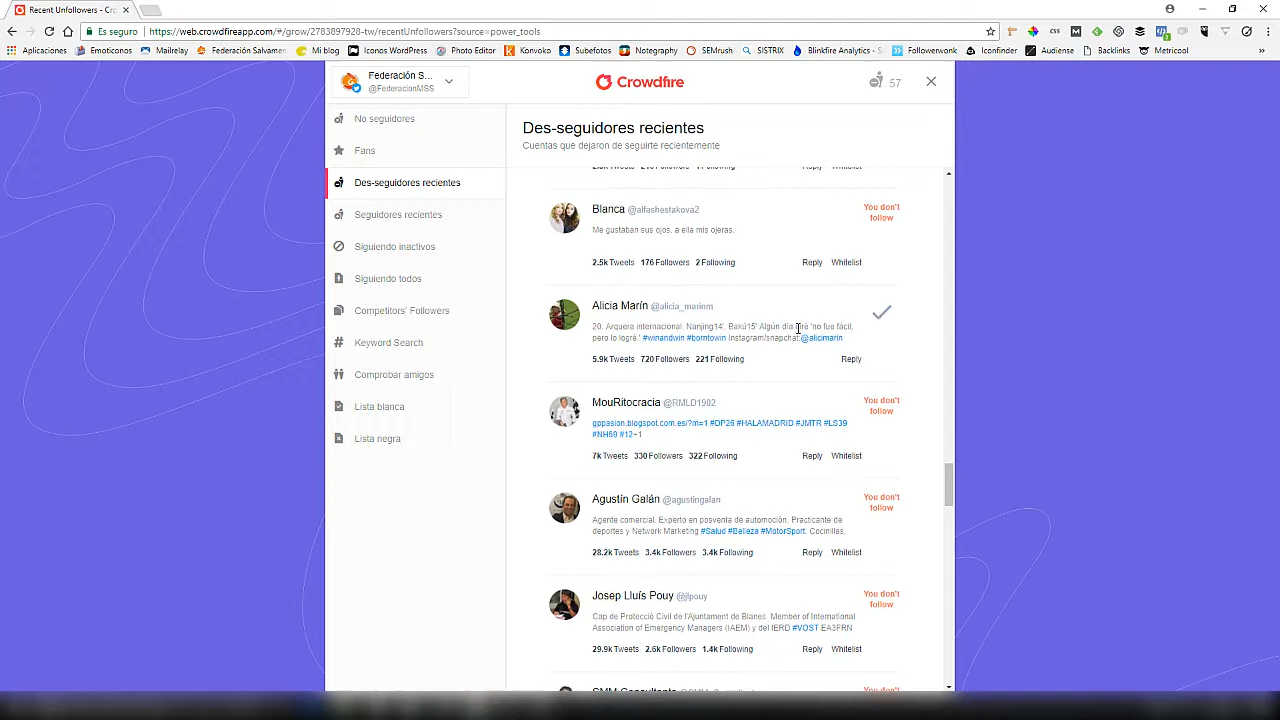 Recent Unfollowers - Cro
Es seguro https://web.crowdfireapp.com/#/grow/2783897928-tw/recentUnfollowers?source=power_tools
Aplicaciones Emoticonos Mailrelay Federación Salvamen Mi blog Iconos WordPress Photo Editor Konvoko Subefotos Notegraphy SEMrush SISTRIX Blinkfire Analytics - S Followerwonk Iconfinder Audiense Backlinks Metricool
Federación S...
@FederacionMSS
Crowdfire
57
No seguidores
Fans
Des-seguidores recientes
Seguidores recientes
Siguiendo inactivos
Siguiendo todos
Competitors' Followers
Keyword Search
Comprobar amigos
Lista blanca
Lista negra
Des-seguidores recientes
Cuentas que dejaron de seguirte recientemente
Reply Whitelist
Blanca @alfashestakova2
You don't
follow
Me gustaban sus ojos, a ella mis ojeras.
2.5k Tweets 176 Followers 2 Following Reply Whitelist
Alicia Marín @alicia_marinm
20. Arquera internacional. Nanjing14'. Bakú15' Algún día diré 'no fue fácil,
pero lo logré.' #winandwin #borntowin Instagram/snapchat:@alicimarin
5.9k Tweets 720 Followers 221 Following Reply
MouRitocracia @RMLD1902
You don't
follow
gppasion.blogspot.com.es/?m=1 #DP26 #HALAMADRID #JMTR #LS39
#NH69 #12+1
7k Tweets 330 Followers 322 Following Reply Whitelist
Agustín Galán @agustingalan
You don't
follow
Agente comercial. Experto en posventa de automoción. Practicante de
deportes y Network Marketing #Salud #Belleza #MotorSport. Cocinillas.
28.2k Tweets 3.4k Followers 3.4k Following Reply Whitelist
Josep Lluís Pouy @jlpouy
You don't
follow
Cap de Protecció Civil de l'Ajuntament de Blanes. Member of International
Association of Emergency Managers (IAEM) y del IERD #VOST EA3FRN
29.9k Tweets 2.6k Followers 1.4k Following Reply Whitelist
You don't